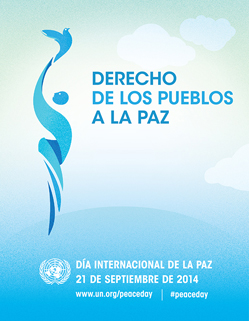 DERECHO
DE LOS PUEBLOS
A LA PAZ
DÍA INTERNACIONAL DE LA PAZ
21 DE SEPTIEMBRE DE 2014
www.un.org/peaceday | #peaceday